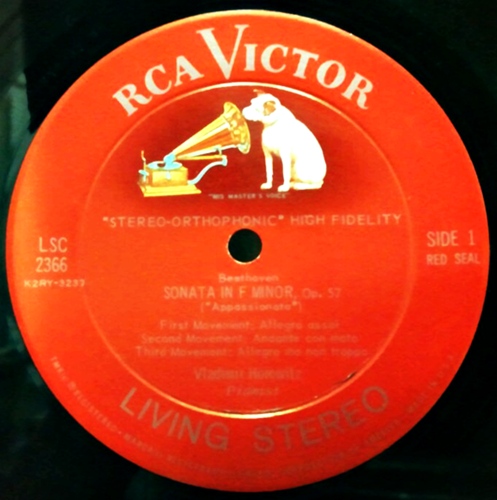 RCA VICTOR
"HIS MASTER'S VOICE"
"STEREO-ORTHOPHONIC" HIGH FIDELITY
LSC
2366
K2RY-3237
SIDE 1
RED SEAL
Beethoven
SONATA IN F MINOR, Op. 57
("Appassionata")
First Movement: Allegro assai
Second Movement: Andante con moto
Third Movement: Allegro ma non troppo
Vladimir Horowitz
Pianist
LIVING STEREO